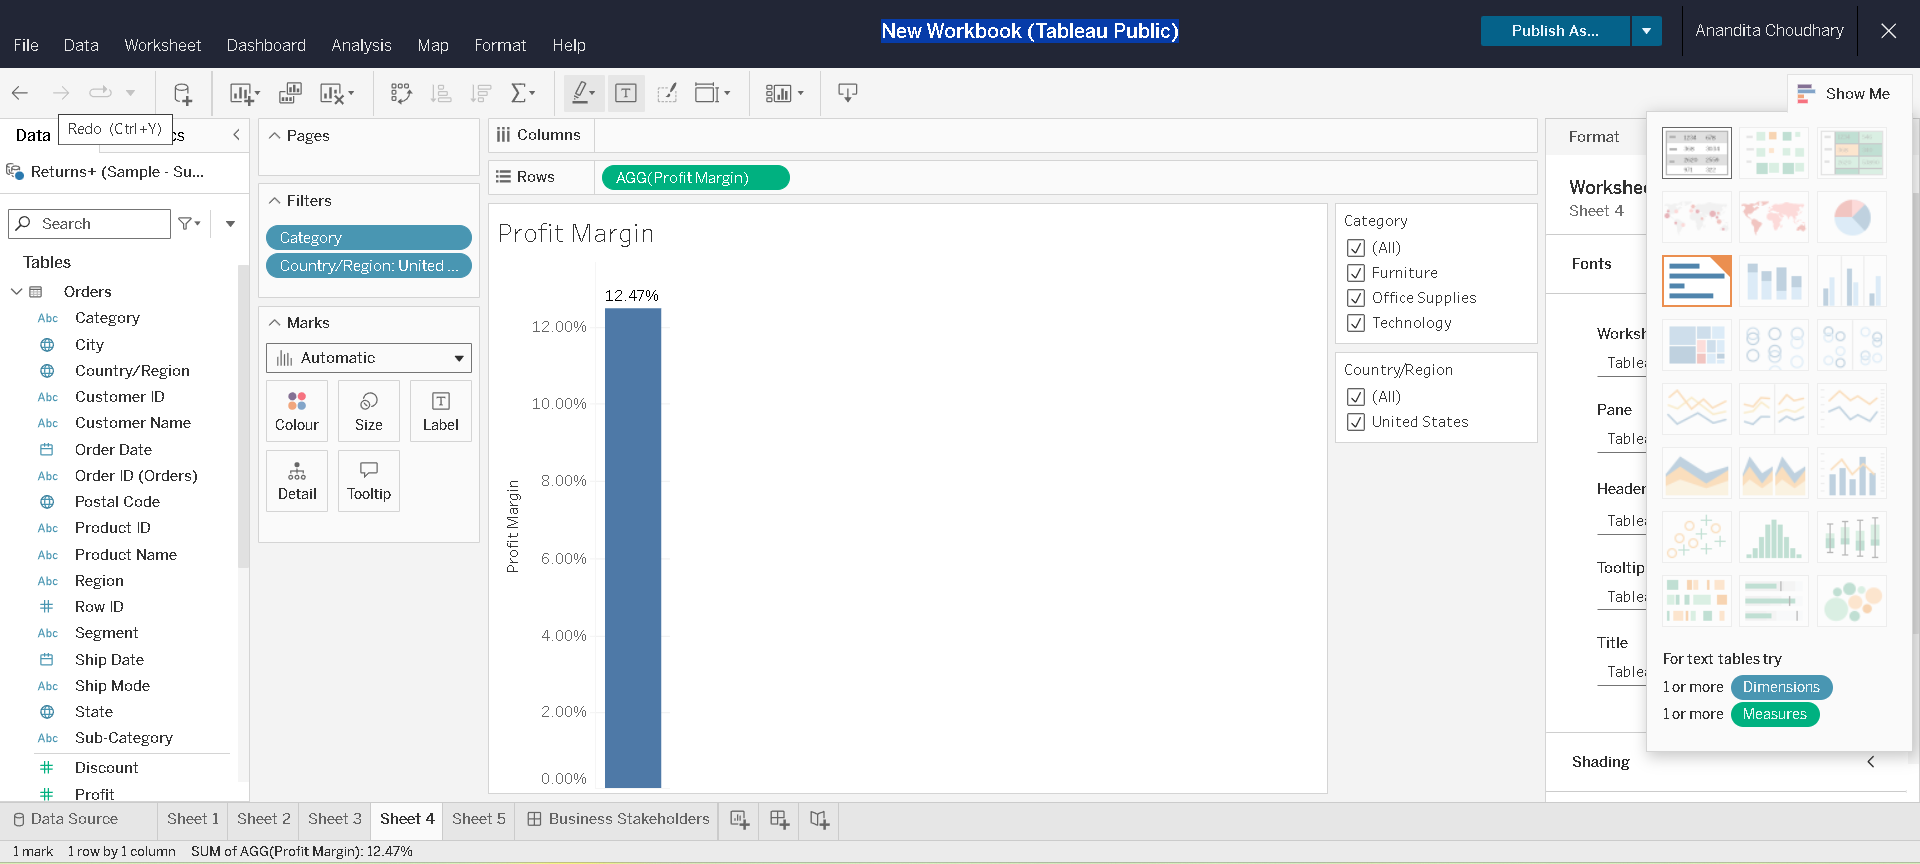 New Workbook (Tableau Public)
Publish As...
Anandita Choudhary
File Data Worksheet Dashboard Analysis Map Format Help
Show Me
Redo (Ctrl+Y)
Data
cs
Returns+ (Sample - Su...
Search
Tables
Orders
Abc Category
City
Country/Region
Abc Customer ID
Abc Customer Name
Order Date
Abc Order ID (Orders)
Postal Code
Abc Product ID
Abc Product Name
Abc Region
Row ID
Abc Segment
Ship Date
Abc Ship Mode
State
Abc Sub-Category
Discount
Profit
Pages
Filters
Category
Country/Region: United ...
Marks
Automatic
Colour Size Label
Detail Tooltip
Columns
Rows AGG(Profit Margin)
Profit Margin
12.47%
12.00%
10.00%
8.00%
6.00%
4.00%
2.00%
0.00%
Profit Margin
Category
(All)
Furniture
Office Supplies
Technology
Country/Region
(All)
United States
Format
Workshe
Sheet 4
Fonts
Worksh
Table
Pane
Table
Header
Table
Tooltip
Table
Title
Table
Shading
For text tables try
1 or more Dimensions
1 or more Measures
Data Source Sheet 1 Sheet 2 Sheet 3 Sheet 4 Sheet 5 Business Stakeholders
1 mark 1 row by 1 column SUM of AGG(Profit Margin): 12.47%